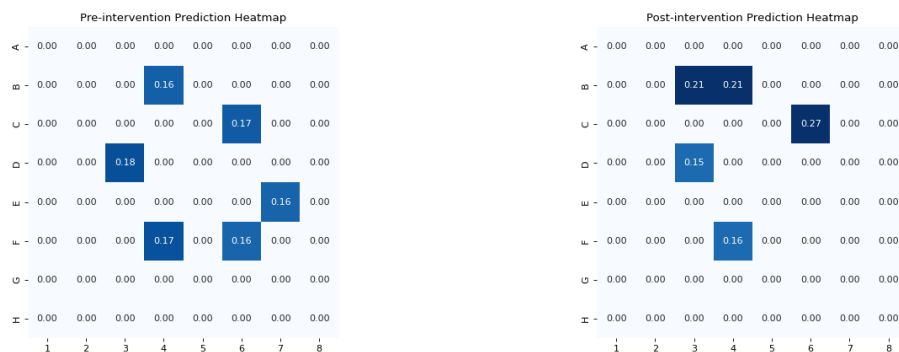 Pre-intervention Prediction Heatmap
A 0.00 0.00 0.00 0.00 0.00 0.00 0.00 0.00
B 0.00 0.00 0.00 0.16 0.00 0.00 0.00 0.00
C 0.00 0.00 0.00 0.00 0.00 0.17 0.00 0.00
D 0.00 0.00 0.18 0.00 0.00 0.00 0.00 0.00
E 0.00 0.00 0.00 0.00 0.00 0.00 0.16 0.00
F 0.00 0.00 0.00 0.17 0.00 0.16 0.00 0.00
G 0.00 0.00 0.00 0.00 0.00 0.00 0.00 0.00
H 0.00 0.00 0.00 0.00 0.00 0.00 0.00 0.00
1 2 3 4 5 6 7 8
Post-intervention Prediction Heatmap
A 0.00 0.00 0.00 0.00 0.00 0.00 0.00 0.00
B 0.00 0.00 0.21 0.21 0.00 0.00 0.00 0.00
C 0.00 0.00 0.00 0.00 0.00 0.27 0.00 0.00
D 0.00 0.00 0.15 0.00 0.00 0.00 0.00 0.00
E 0.00 0.00 0.00 0.00 0.00 0.00 0.00 0.00
F 0.00 0.00 0.00 0.16 0.00 0.00 0.00 0.00
G 0.00 0.00 0.00 0.00 0.00 0.00 0.00 0.00
H 0.00 0.00 0.00 0.00 0.00 0.00 0.00 0.00
1 2 3 4 5 6 7 8